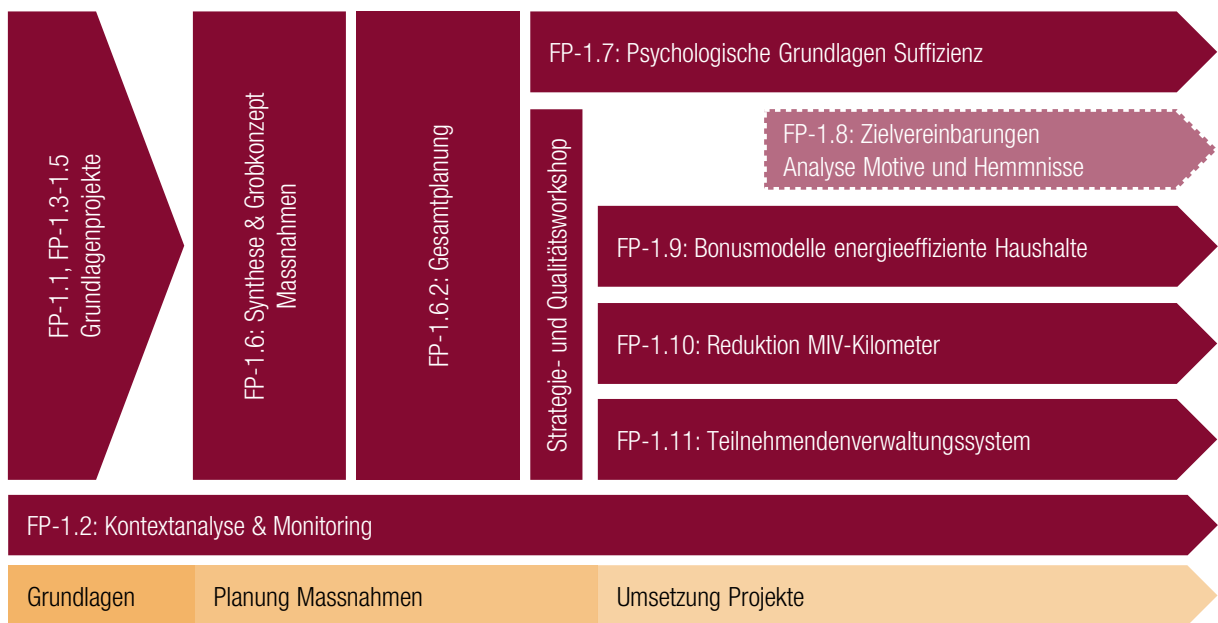 FP-1.1, FP-1.3-1.5
Grundlagenprojekte
FP-1.6: Synthese & Grobkonzept
Massnahmen
FP-1.6.2: Gesamtplanung
Strategie- und Qualitätsworkshop
FP-1.7: Psychologische Grundlagen Suffizienz
FP-1.8: Zielvereinbarungen
Analyse Motive und Hemmnisse
FP-1.9: Bonusmodelle energieeffiziente Haushalte
FP-1.10: Reduktion MIV-Kilometer
FP-1.11: Teilnehmendenverwaltungssystem
FP-1.2: Kontextanalyse & Monitoring
Grundlagen
Planung Massnahmen
Umsetzung Projekte